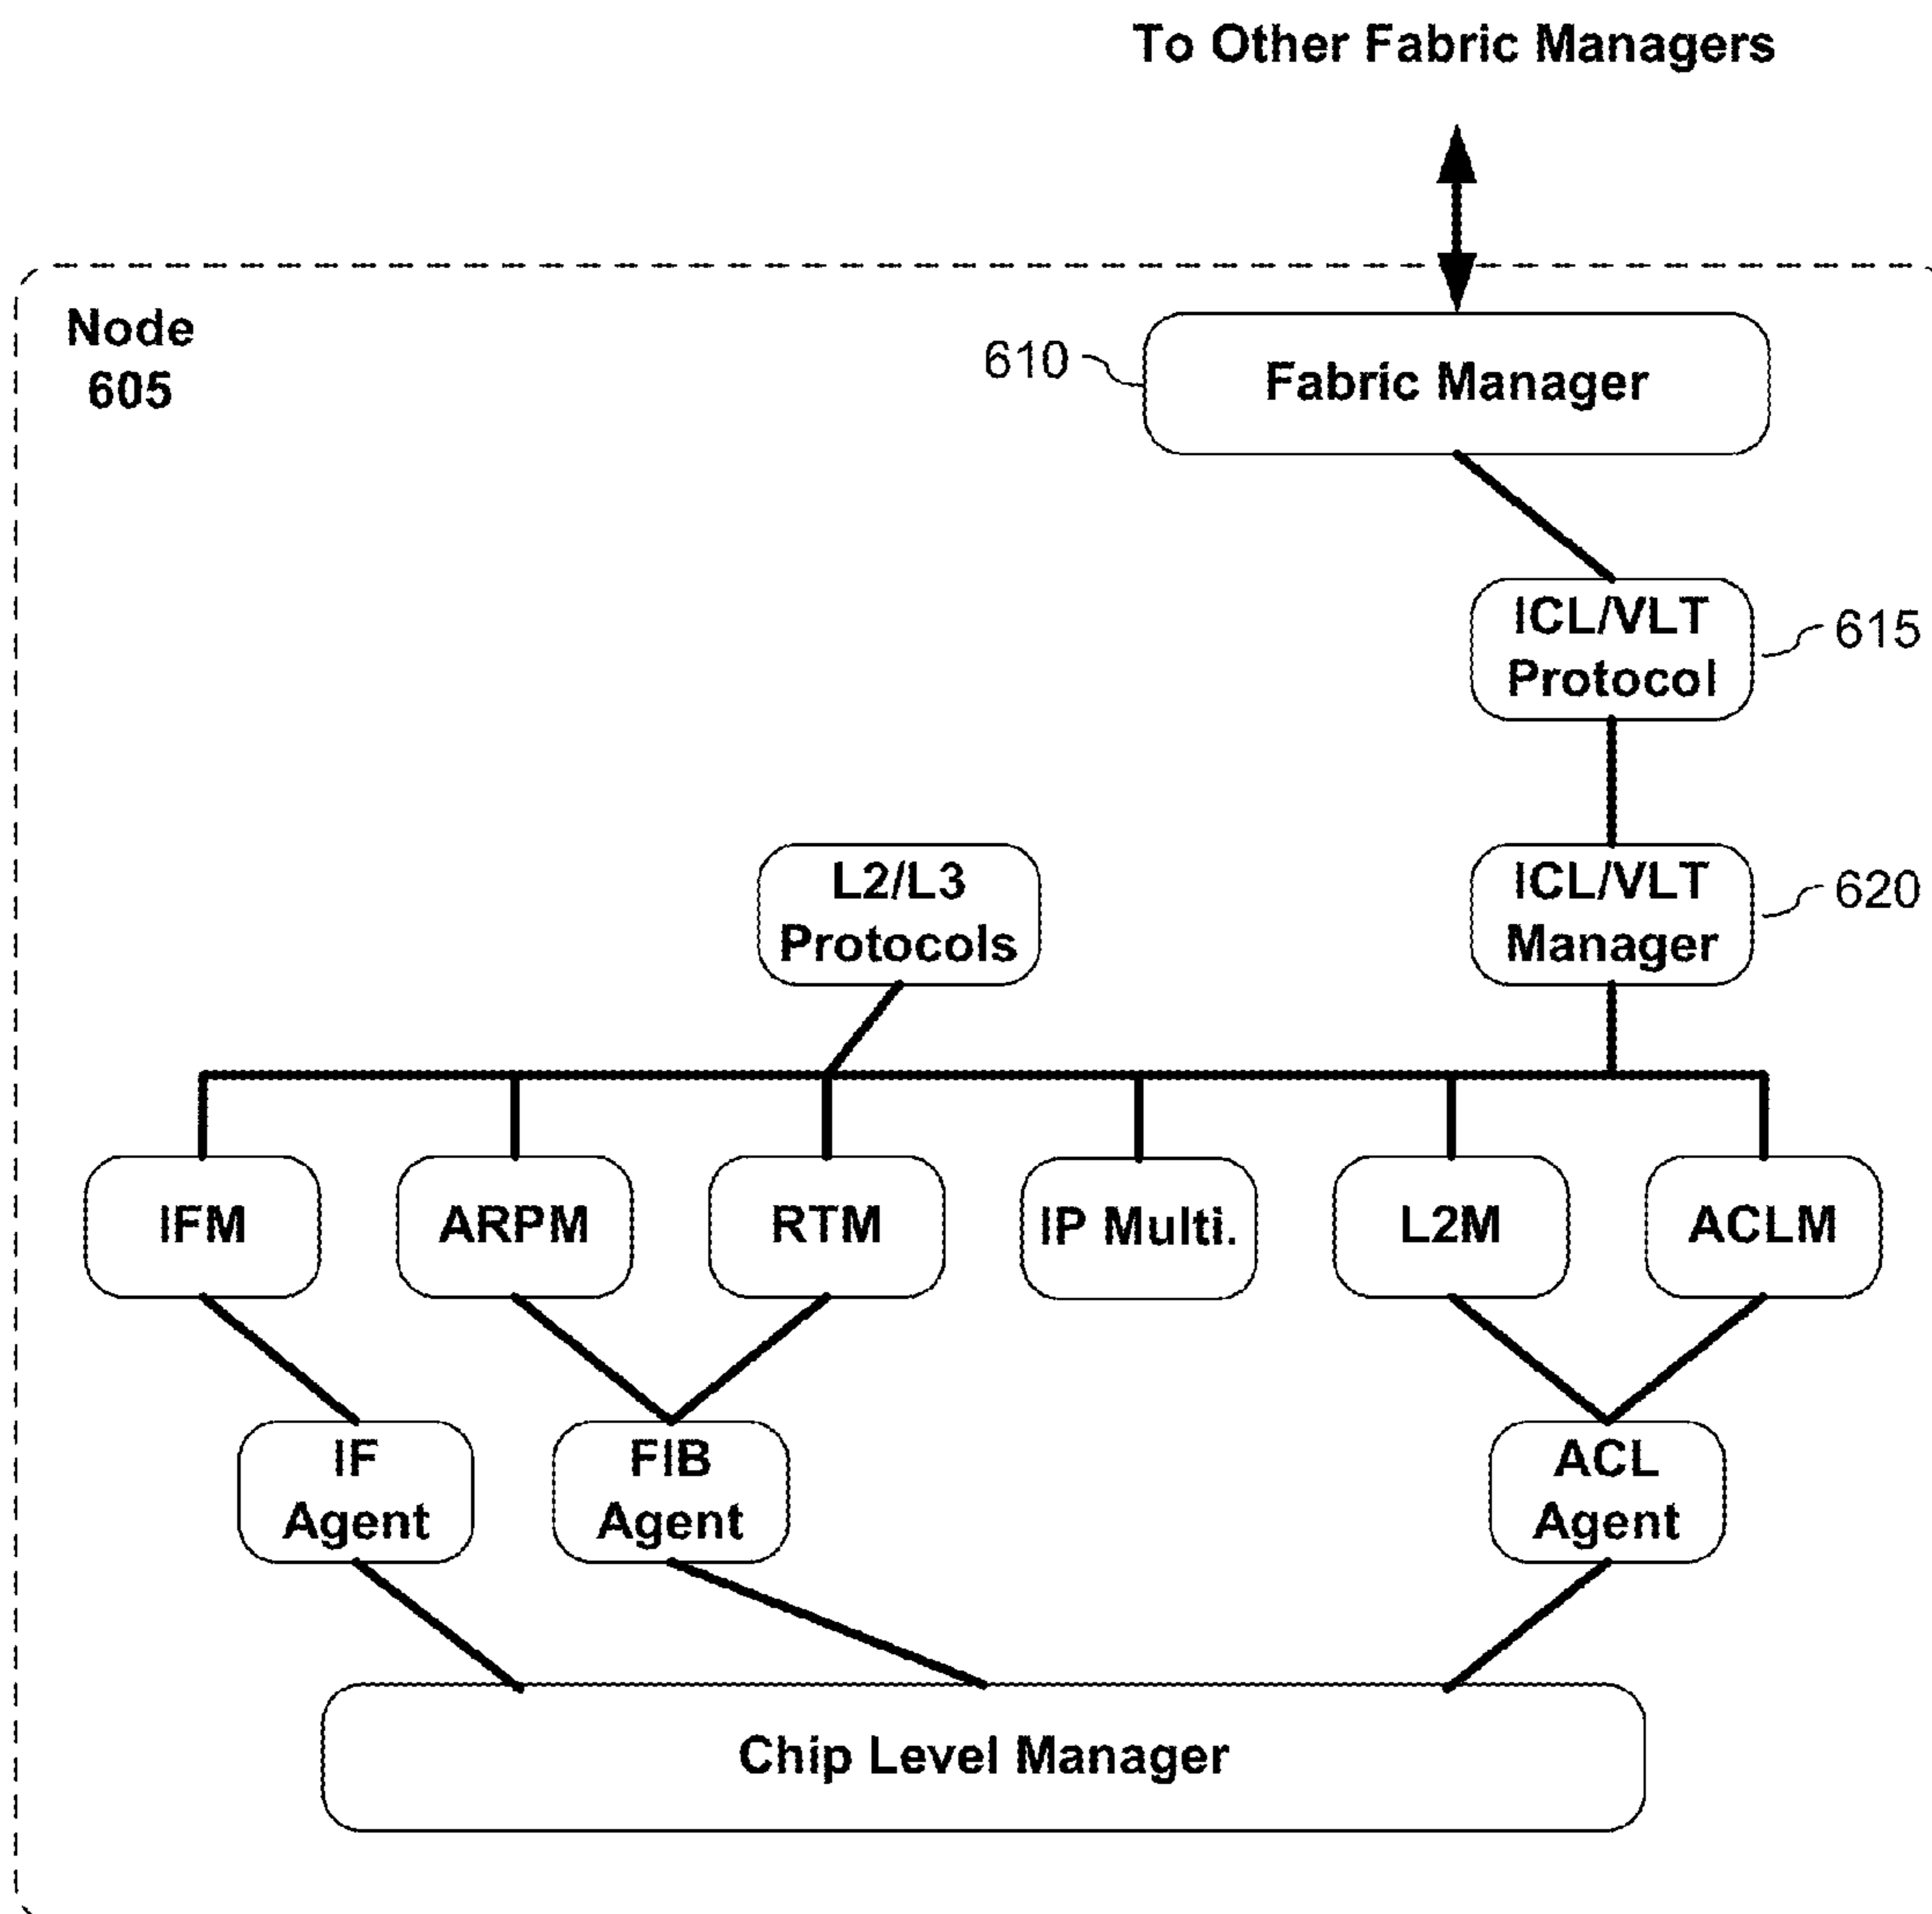 To Other Fabric Managers
Node
605
610
Fabric Manager
ICL/VLT
Protocol
615
L2/L3
Protocols
ICL/VLT
Manager
620
IFM
ARPM
RTM
IP Multi.
L2M
ACLM
IF
Agent
FIB
Agent
ACL
Agent
Chip Level Manager